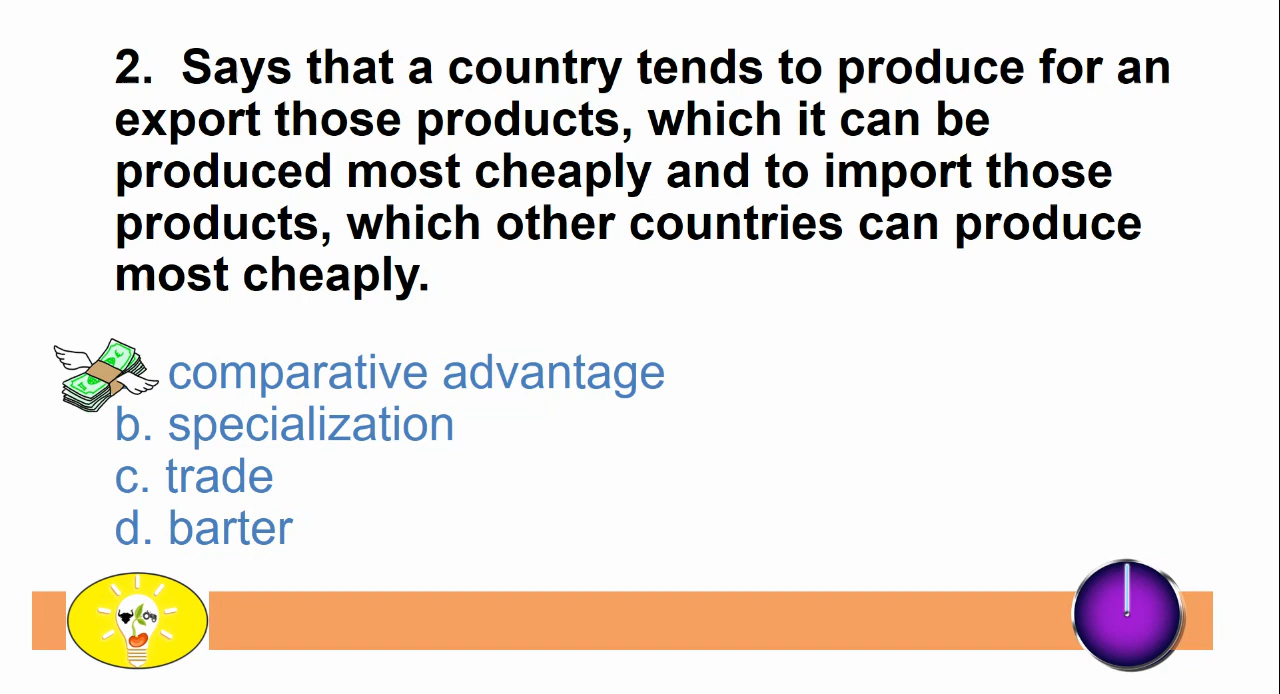 2. Says that a country tends to produce for an
export those products, which it can be
produced most cheaply and to import those
products, which other countries can produce
most cheaply.
comparative advantage
b. specialization
c. trade
d. barter